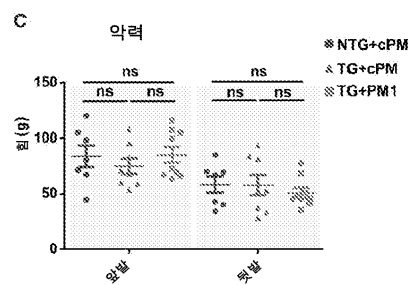 C
악력
NTG+cPM
TG+cPM
TG+PM1
ns
ns
ns ns
ns ns
힘 (g)
150
100
50
0
앞발
뒷발